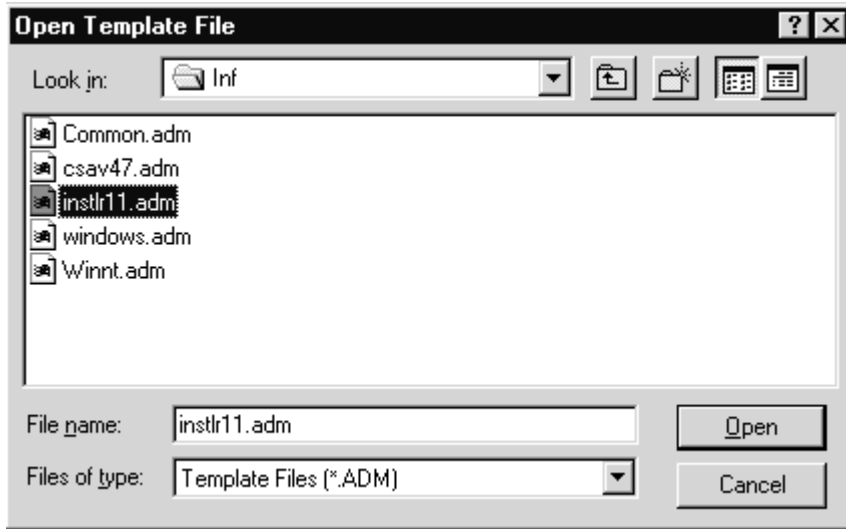 Open Template File
Look in: Inf
Common.adm
csav47.adm
instlr11.adm
windows.adm
Winnt.adm
File name: instlr11.adm Open
Files of type: Template Files (*.ADM) Cancel